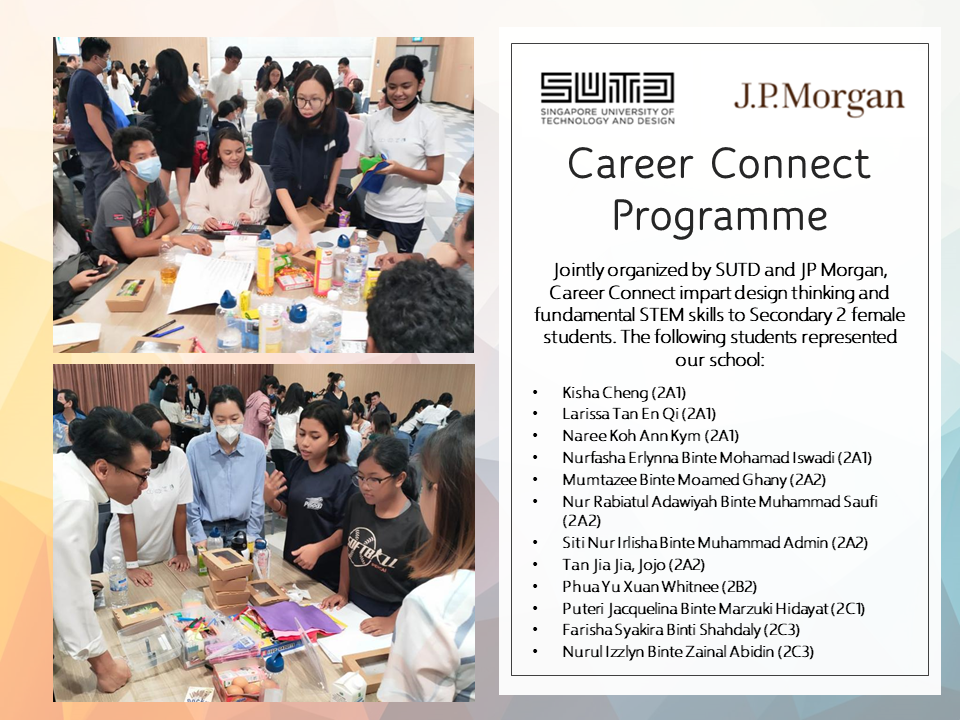 SUTD
SINGAPORE UNIVERSITY OF
TECHNOLOGY AND DESIGN
J.P.Morgan
Career Connect
Programme
Jointly organized by SUTD and JP Morgan,
Career Connect impart design thinking and
fundamental STEM skills to Secondary 2 female
students. The following students represented
our school:
• Kisha Cheng (2A1)
• Larissa Tan En Qi (2A1)
• Naree Koh Ann Kym (2A1)
• Nurfasha Erlynna Binte Mohamad Iswadi (2A1)
• Mumtazee Binte Moamed Ghany (2A2)
• Nur Rabiatul Adawiyah Binte Muhammad Saufi
(2A2)
• Siti Nur Irlisha Binte Muhammad Admin (2A2)
• Tan Jia Jia, Jojo (2A2)
• Phua Yu Xuan Whitnee (2B2)
• Puteri Jacquelina Binte Marzuki Hidayat (2C1)
• Farisha Syakira Binti Shahdaly (2C3)
• Nurul Izzlyn Binte Zainal Abidin (2C3)
SOFTBALL